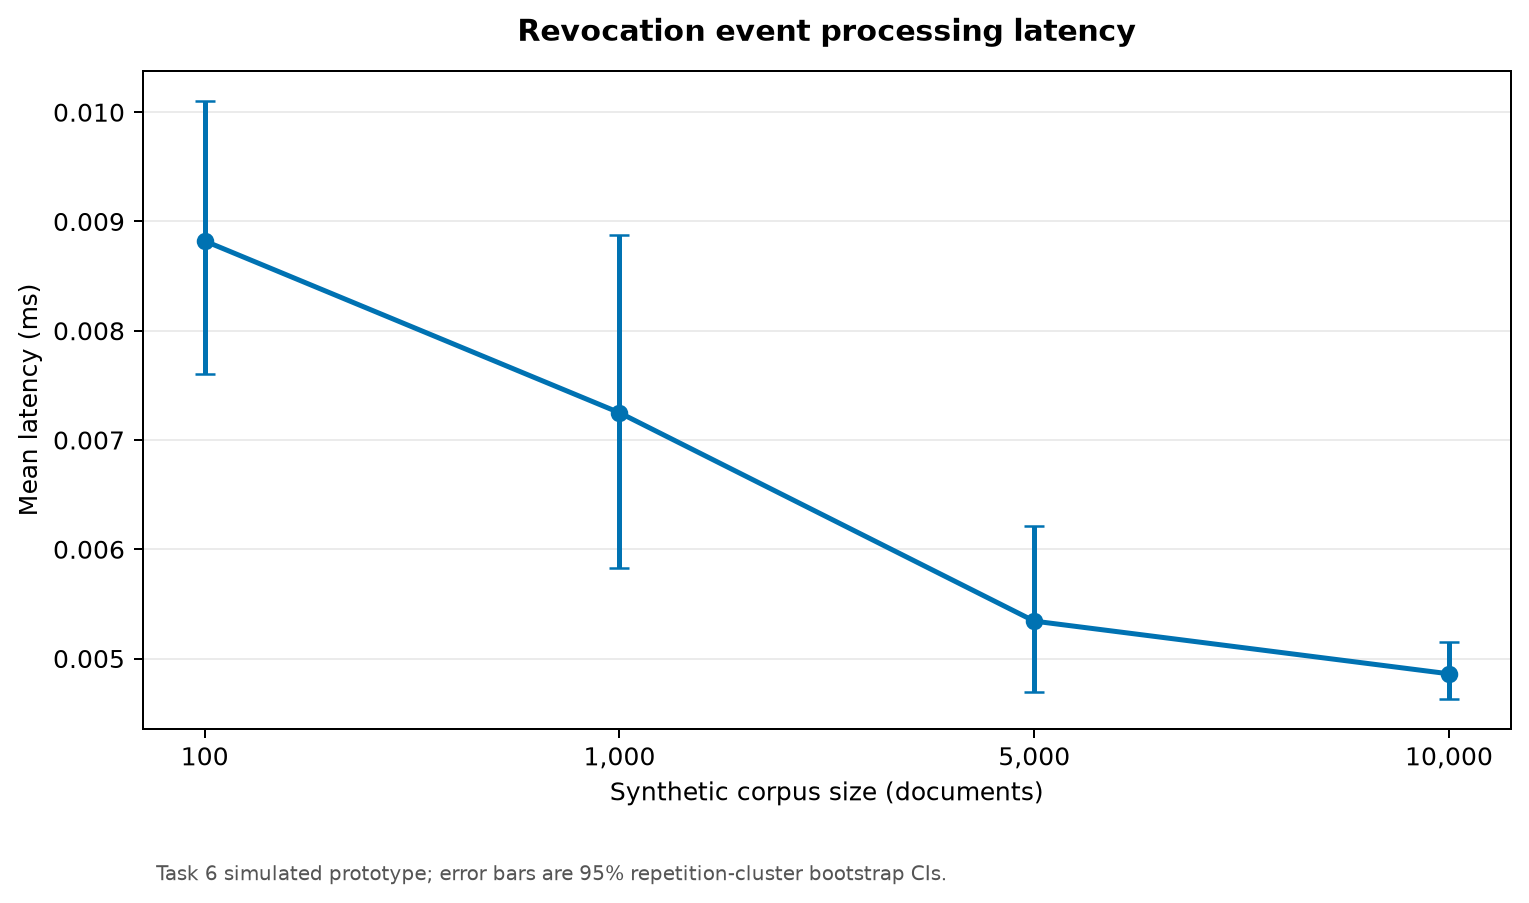 Revocation event processing latency
0.010
0.009
0.008
0.007
0.006
0.005
Mean latency (ms)
100 1,000 5,000 10,000
Synthetic corpus size (documents)
Task 6 simulated prototype; error bars are 95% repetition-cluster bootstrap CIs.